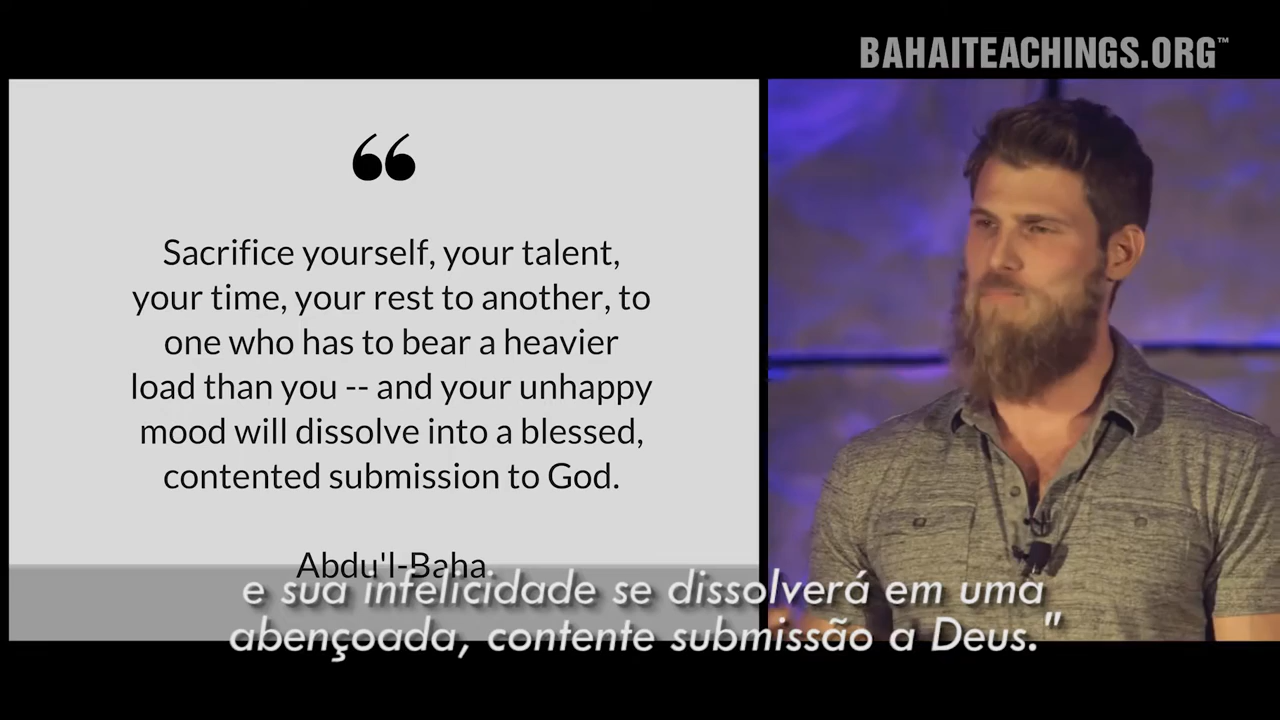 BAHAITEACHINGS.ORG™
“
Sacrifice yourself, your talent,
your time, your rest to another, to
one who has to bear a heavier
load than you -- and your unhappy
mood will dissolve into a blessed,
contented submission to God.
Abdu'l-Baha
e sua infelicidade se dissolverá em uma
abençoada, contente submissão a Deus."